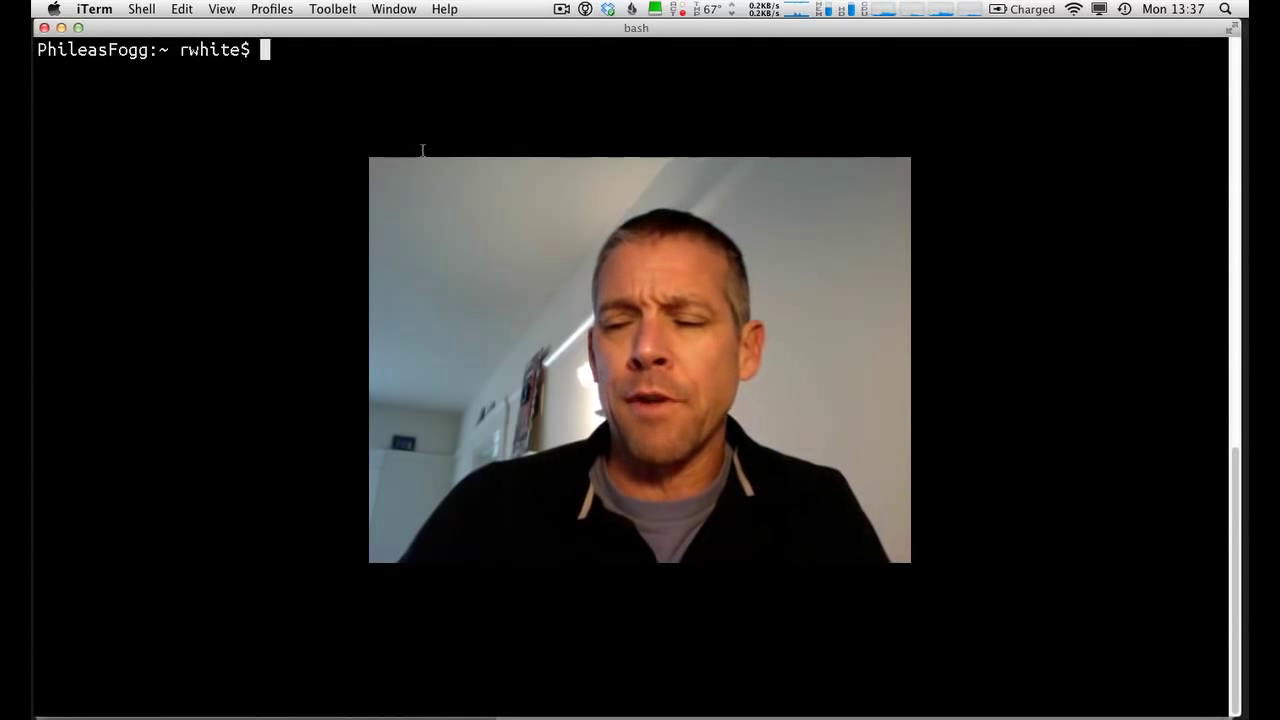 iTerm Shell Edit View Profiles Toolbelt Window Help 67° 0.2KB/s 0.2KB/s Charged Mon 13:37
bash
PhileasFogg:~ rwhite$